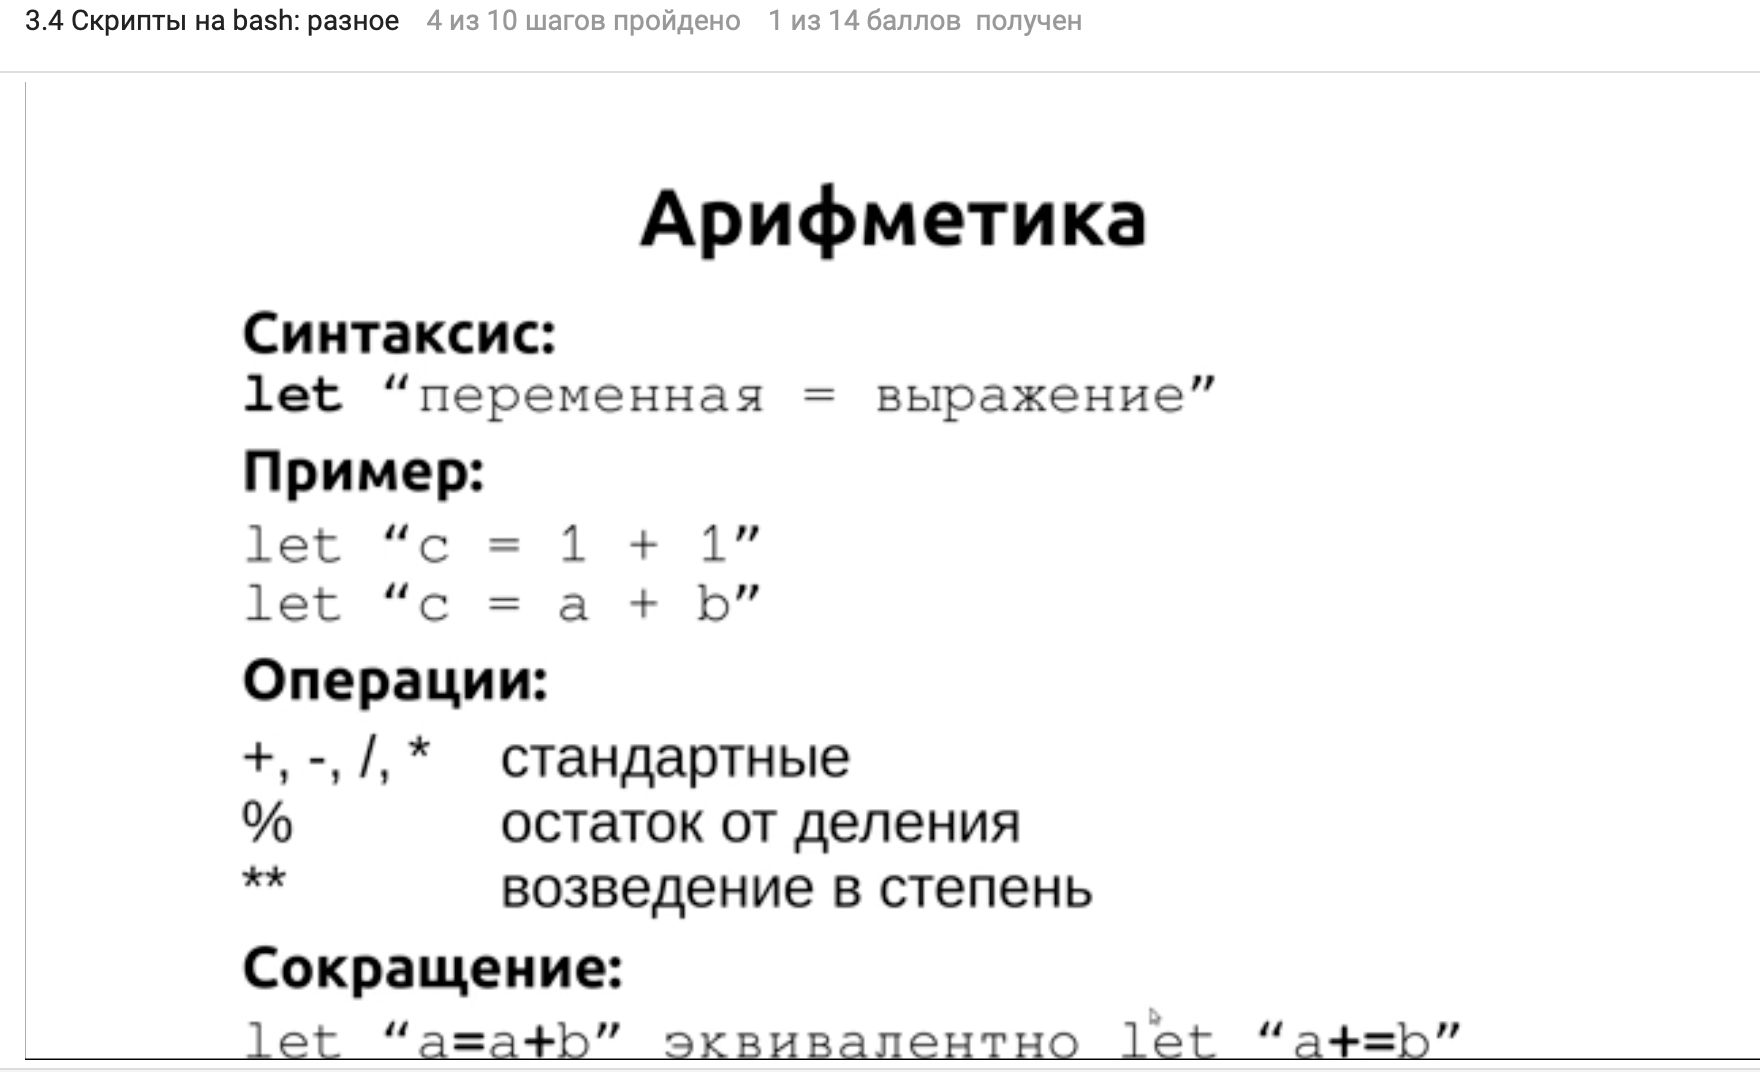 3.4 Скрипты на bash: разное 4 из 10 шагов пройдено 1 из 14 баллов получен
Арифметика
Синтаксис:
let “переменная = выражение”
Пример:
let “c = 1 + 1”
let “c = a + b”
Операции:
+, -, /, * стандартные
% остаток от деления
** возведение в степень
Сокращение:
let “a=a+b” эквивалентно let “a+=b”